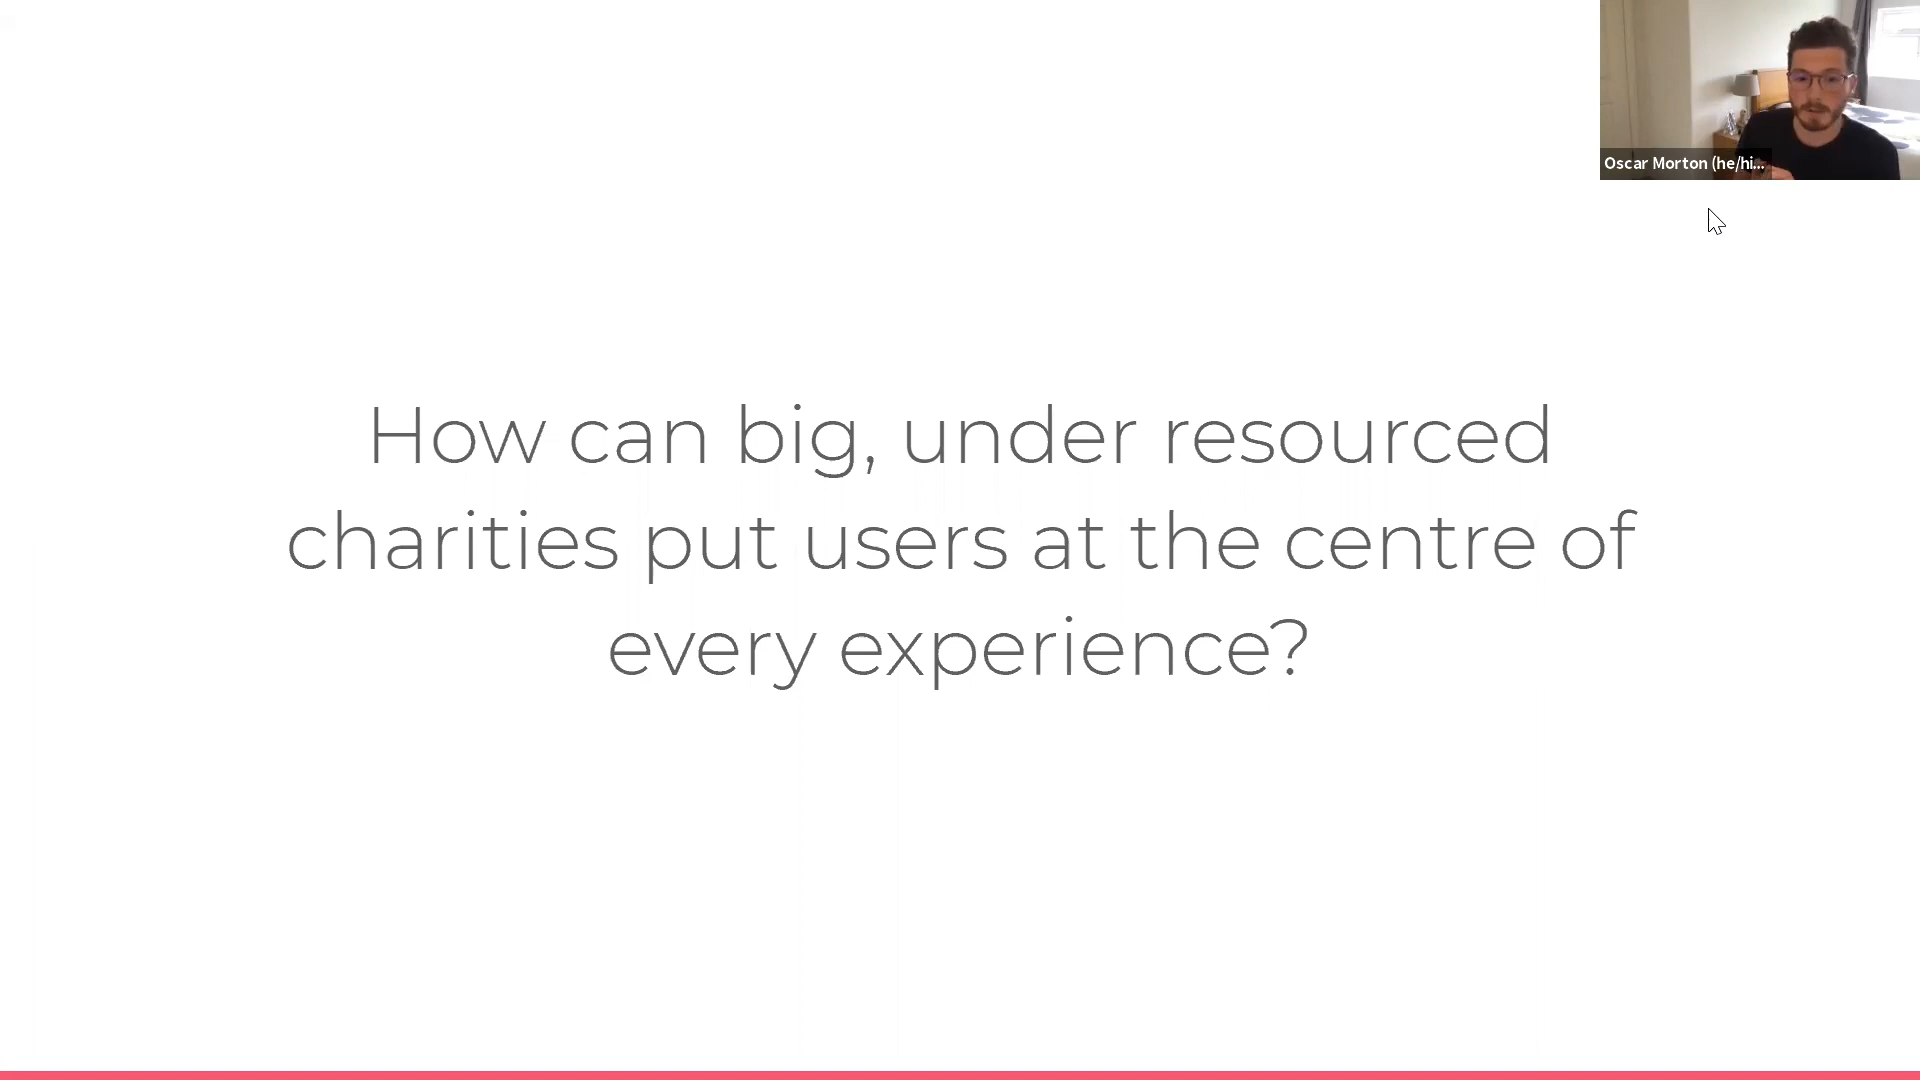 Oscar Morton (he/hi...
How can big, under resourced
charities put users at the centre of
every experience?